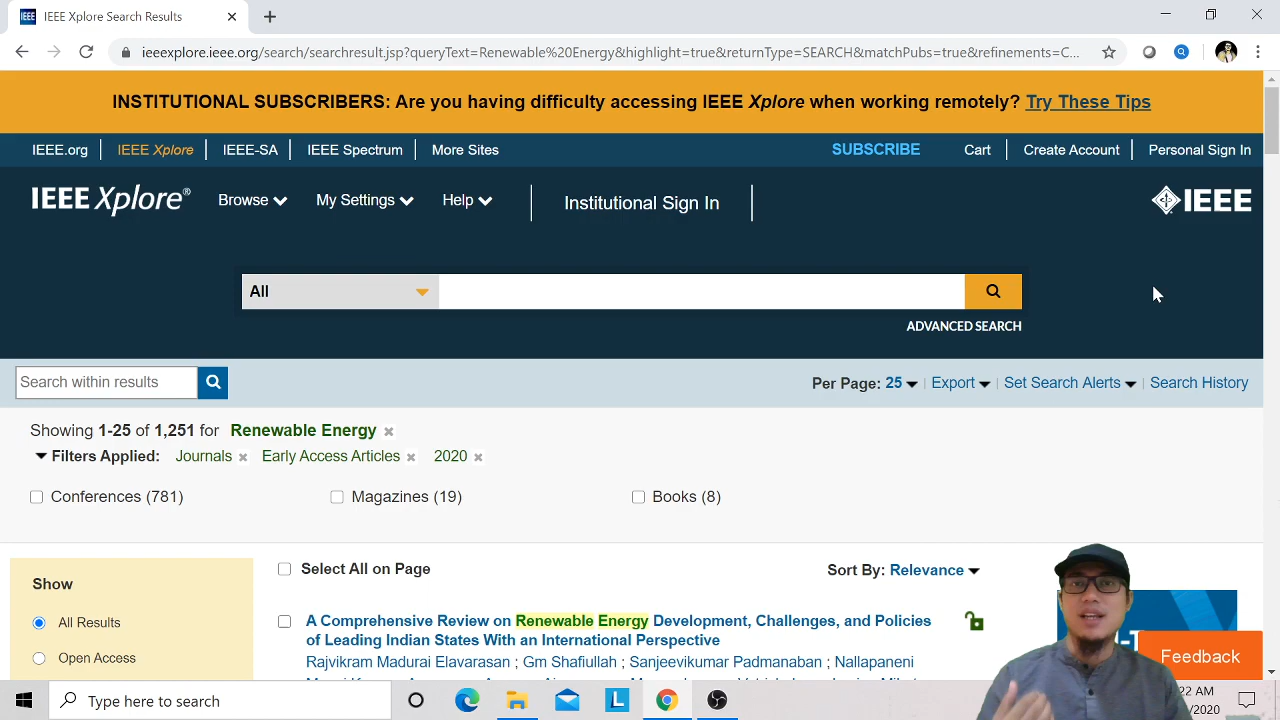 IEEE Xplore Search Results
ieeexplore.ieee.org/search/searchresult.jsp?queryText=Renewable%20Energy&highlight=true&returnType=SEARCH&matchPubs=true&refinements=C...
INSTITUTIONAL SUBSCRIBERS: Are you having difficulty accessing IEEE Xplore when working remotely? Try These Tips
IEEE.org IEEE Xplore IEEE-SA IEEE Spectrum More Sites SUBSCRIBE Cart Create Account Personal Sign In
IEEE Xplore® Browse My Settings Help Institutional Sign In IEEE
All
ADVANCED SEARCH
Search within results Per Page: 25 Export Set Search Alerts Search History
Showing 1-25 of 1,251 for Renewable Energy
Filters Applied: Journals Early Access Articles 2020
Conferences (781) Magazines (19) Books (8)
Show
Select All on Page Sort By: Relevance
All Results
A Comprehensive Review on Renewable Energy Development, Challenges, and Policies
of Leading Indian States With an International Perspective
Open Access
Rajvikram Madurai Elavarasan ; Gm Shafiullah ; Sanjeevikumar Padmanaban ; Nallapaneni
Feedback
Type here to search
22 AM
2020